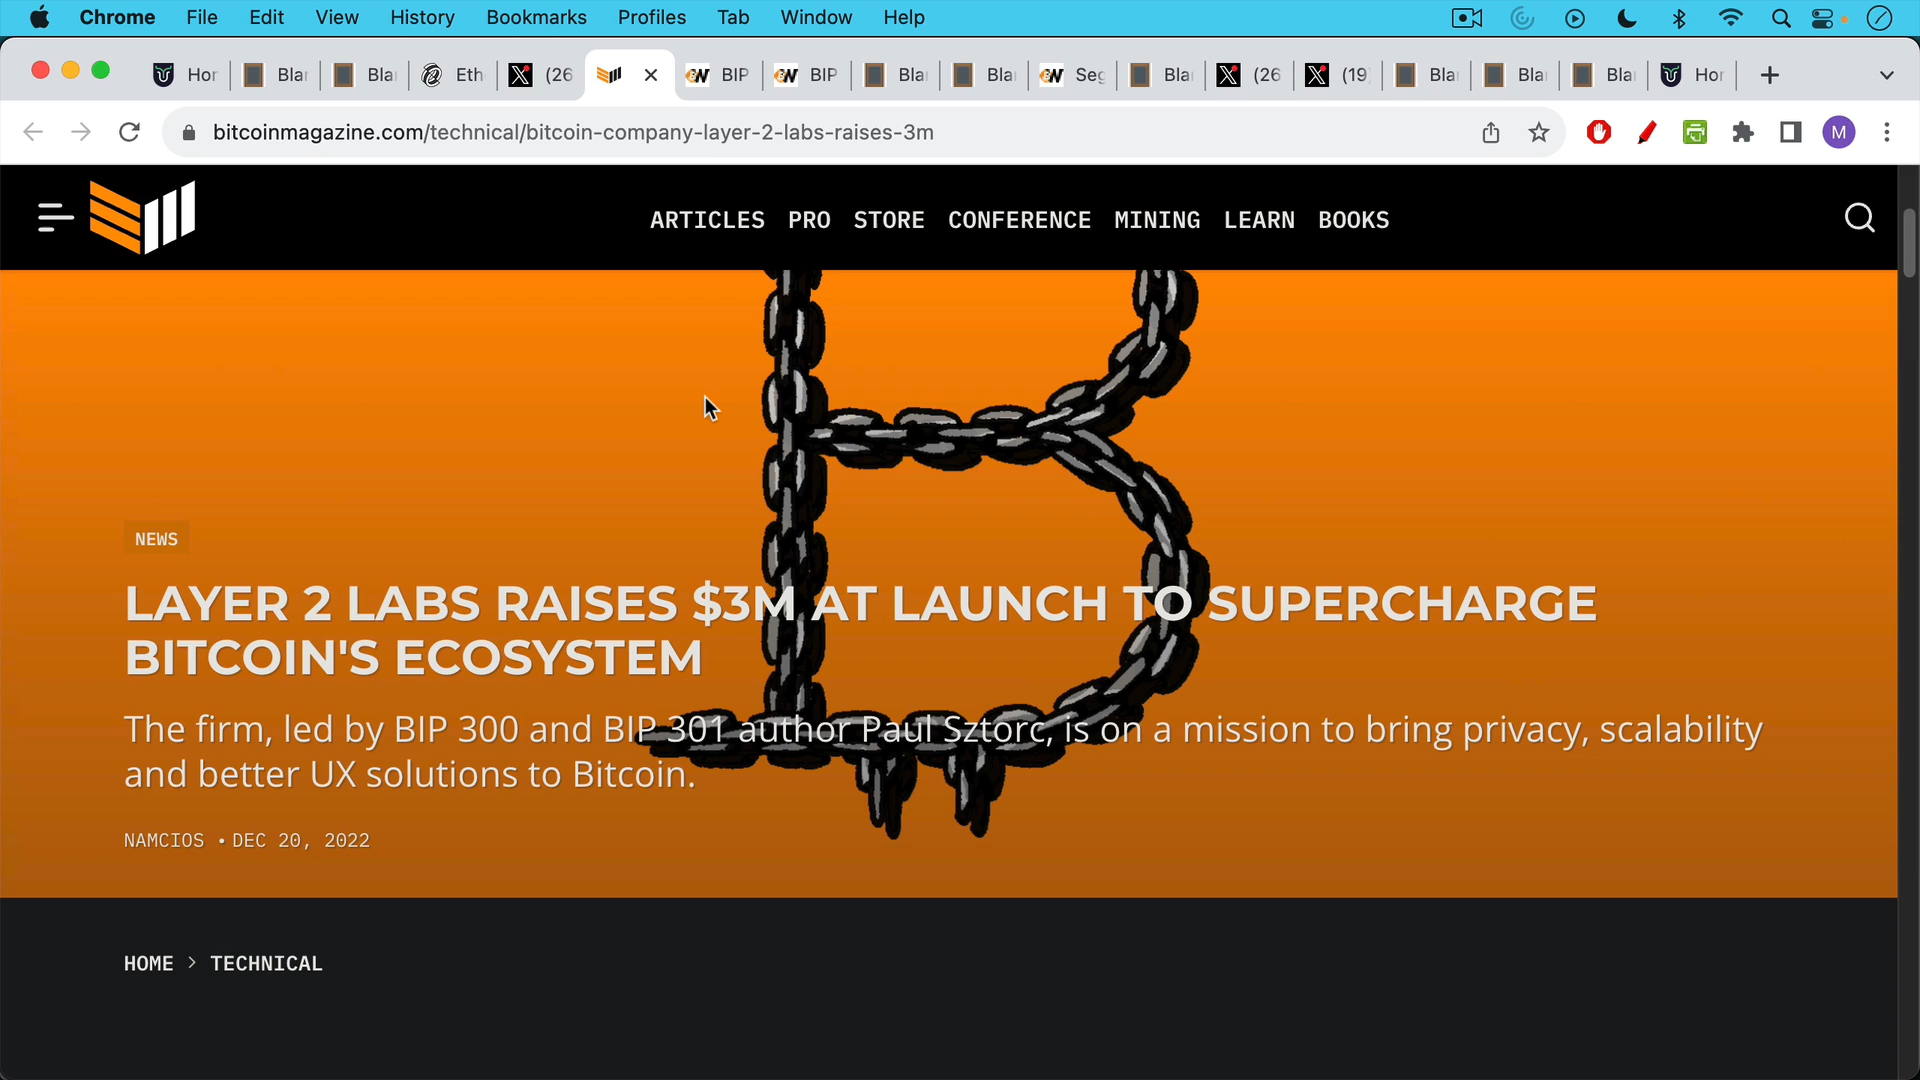 Chrome File Edit View History Bookmarks Profiles Tab Window Help
Hor Blar Bla Eth (26 BIP BIP Bla Bla Seg Bla (26 (19 Bla Bla Bla Hor
bitcoinmagazine.com/technical/bitcoin-company-layer-2-labs-raises-3m
M
ARTICLES PRO STORE CONFERENCE MINING LEARN BOOKS
NEWS
LAYER 2 LABS RAISES $3M AT LAUNCH TO SUPERCHARGE
BITCOIN'S ECOSYSTEM
The firm, led by BIP 300 and BIP 301 author Paul Sztorc, is on a mission to bring privacy, scalability
and better UX solutions to Bitcoin.
NAMCIOS • DEC 20, 2022
HOME > TECHNICAL